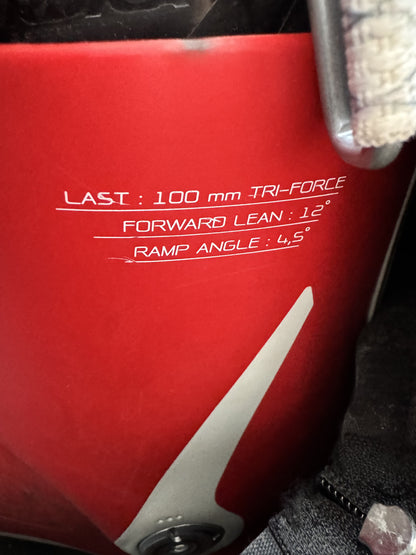 LAST : 100 mm TRI-FORCE
FORWARD LEAN : 12°
RAMP ANGLE : 4,5°